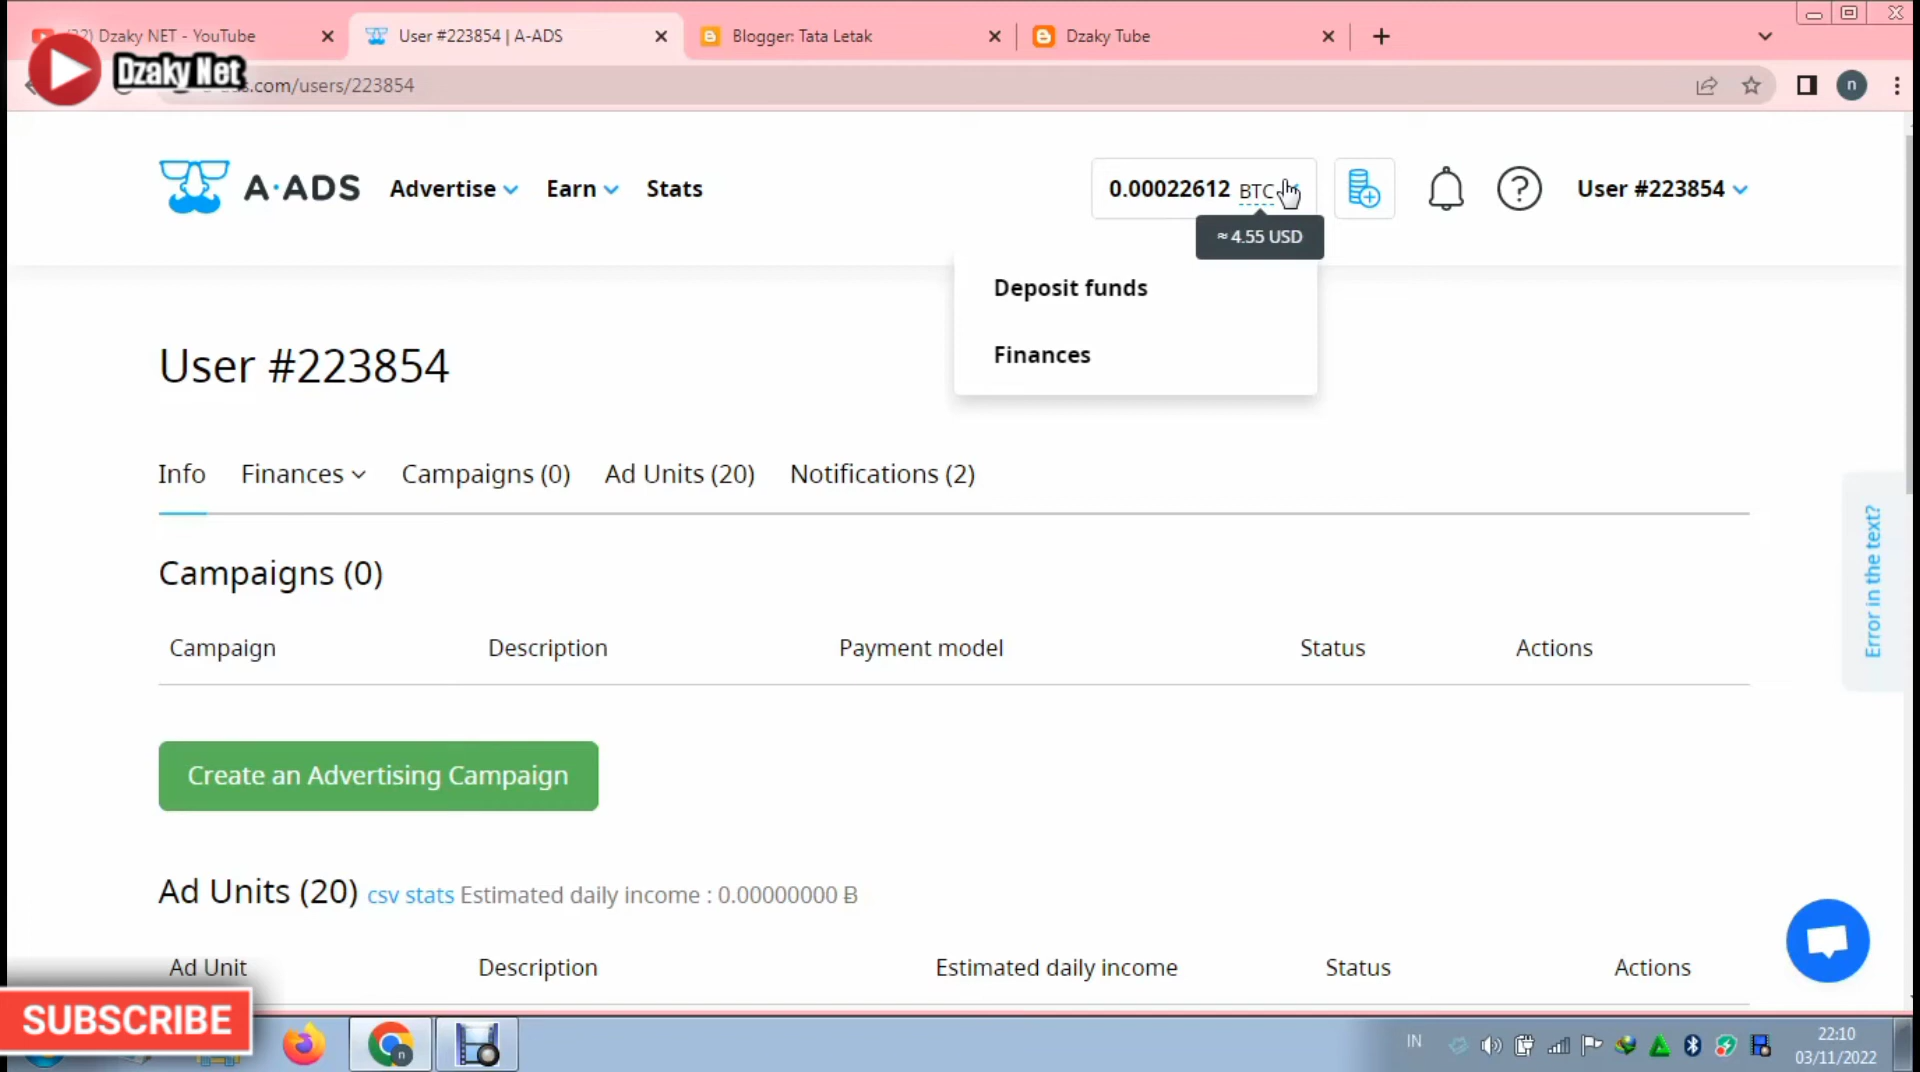 Dzaky NET - YouTube
User #223854 | A-ADS
Blogger: Tata Letak
Dzaky Tube
Dzaky Net
.com/users/223854
n
A-ADS
Advertise
Earn
Stats
0.00022612 BTC
User #223854
≈ 4.55 USD
Deposit funds
Finances
User #223854
Info
Finances
Campaigns (0)
Ad Units (20)
Notifications (2)
Error in the text?
Campaigns (0)
Campaign
Description
Payment model
Status
Actions
Create an Advertising Campaign
Ad Units (20) csv stats Estimated daily income : 0.00000000 Ƀ
Ad Unit
Description
Estimated daily income
Status
Actions
SUBSCRIBE
n
IN
22:10
03/11/2022